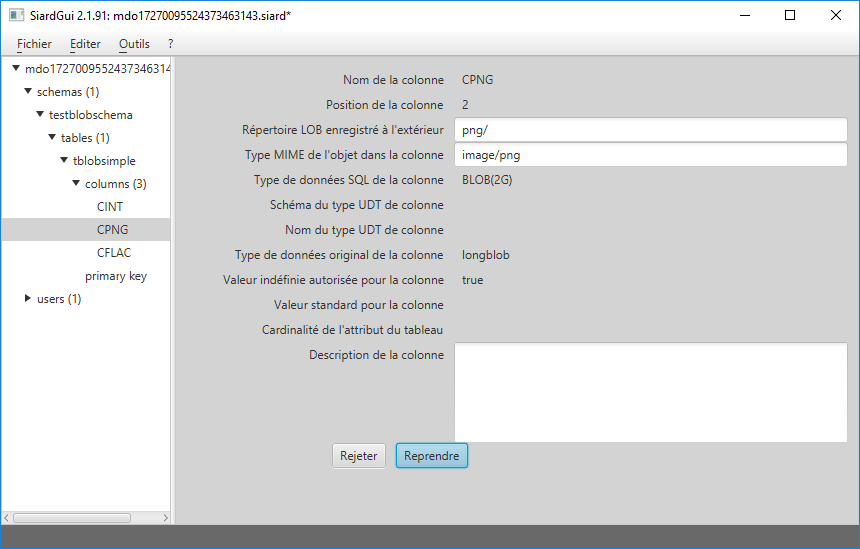 SiardGui 2.1.91: mdo17270095524373463143.siard*
Fichier Editer Outils ?
mdo1727009552437346314
schemas (1)
testblobschema
tables (1)
tblobsimple
columns (3)
CINT
CPNG
CFLAC
primary key
users (1)
Nom de la colonne CPNG
Position de la colonne 2
Répertoire LOB enregistré à l'extérieur png/
Type MIME de l'objet dans la colonne image/png
Type de données SQL de la colonne BLOB(2G)
Schéma du type UDT de colonne
Nom du type UDT de colonne
Type de données original de la colonne longblob
Valeur indéfinie autorisée pour la colonne true
Valeur standard pour la colonne
Cardinalité de l'attribut du tableau
Description de la colonne
Rejeter Reprendre